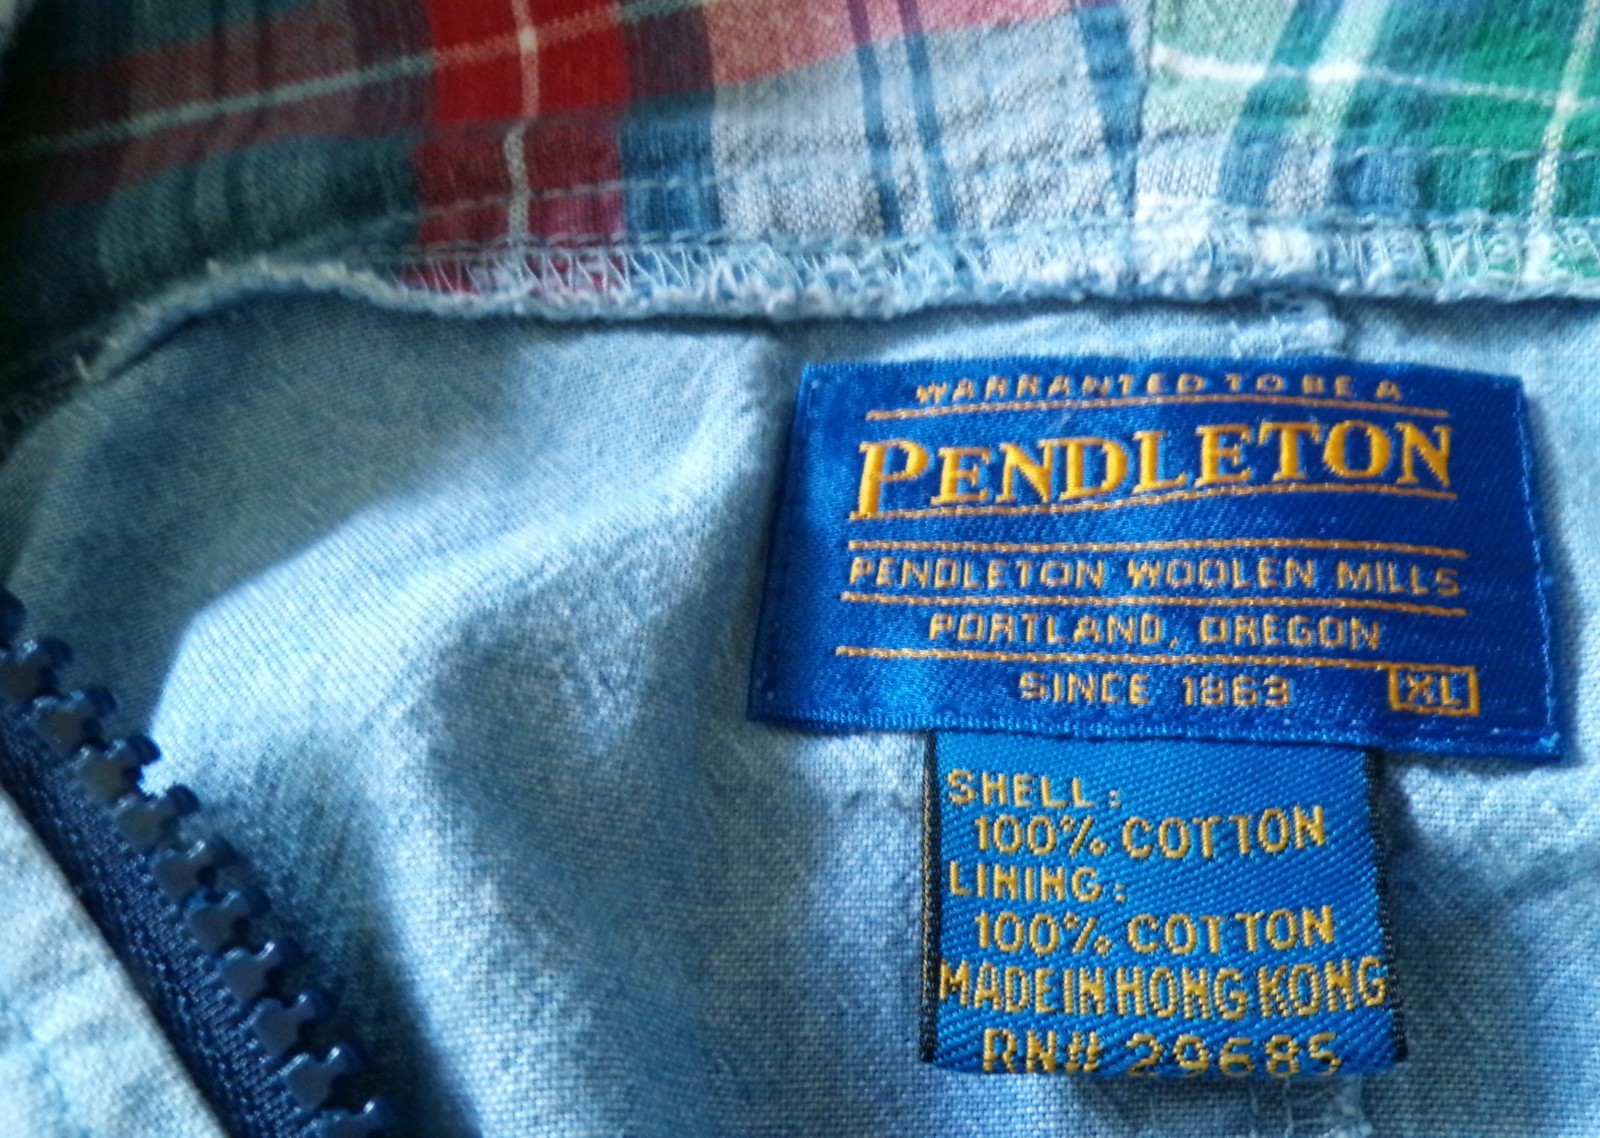 WARRANTED TO BE A
PENDLETON
PENDLETON WOOLEN MILLS
PORTLAND, OREGON
SINCE 1863
XL
SHELL:
100% COTTON
LINING:
100% COTTON
MADE IN HONG KONG
RN# 29685